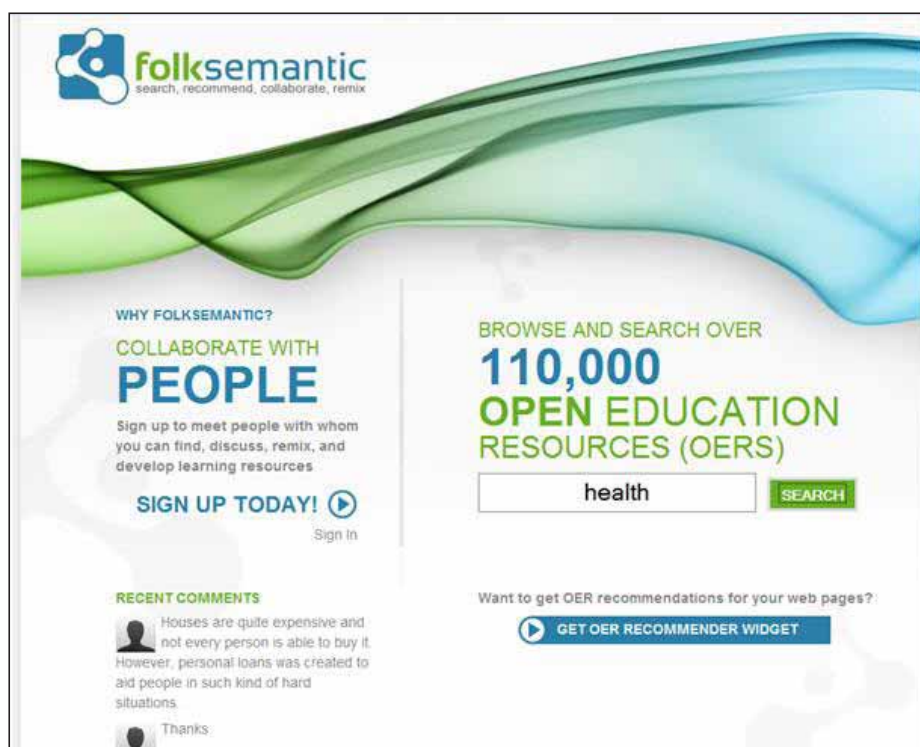 folksemantic
search, recommend, collaborate, remix
WHY FOLKSEMANTIC?
COLLABORATE WITH
PEOPLE
Sign up to meet people with whom
you can find, discuss, remix, and
develop learning resources
SIGN UP TODAY!
Sign In
BROWSE AND SEARCH OVER
110,000
OPEN EDUCATION
RESOURCES (OERS)
health
SEARCH
RECENT COMMENTS
Houses are quite expensive and
not every person is able to buy it.
However, personal loans was created to
aid people in such kind of hard
situations.
Thanks
Want to get OER recommendations for your web pages?
GET OER RECOMMENDER WIDGET